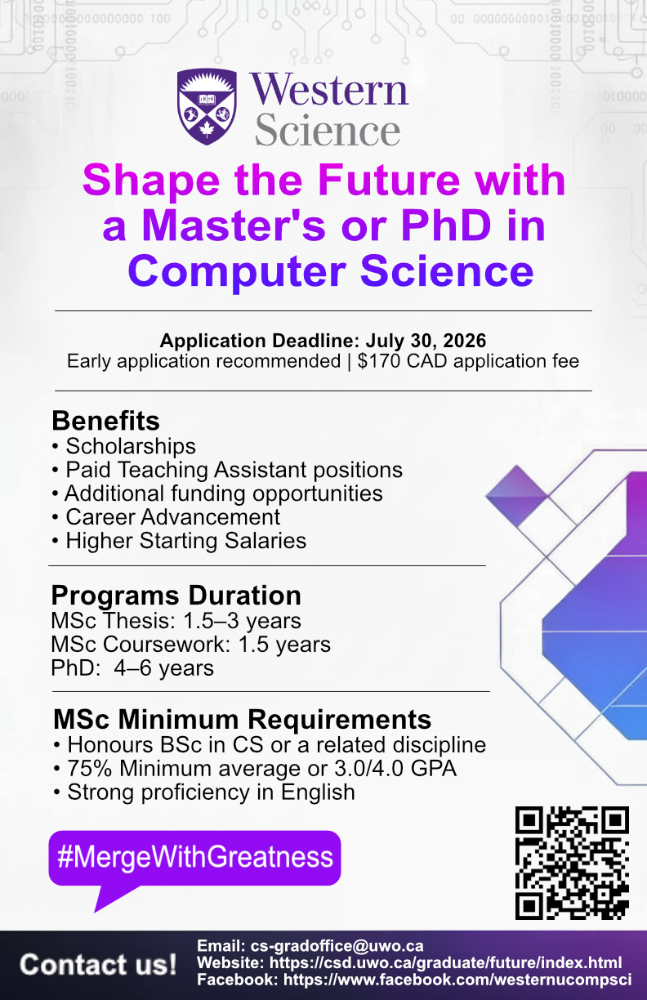 Western
Science
Shape the Future with
a Master's or PhD in
Computer Science
Application Deadline: July 30, 2026
Early application recommended | $170 CAD application fee
Benefits
• Scholarships
• Paid Teaching Assistant positions
• Additional funding opportunities
• Career Advancement
• Higher Starting Salaries
Programs Duration
MSc Thesis: 1.5–3 years
MSc Coursework: 1.5 years
PhD:  4–6 years
MSc Minimum Requirements
• Honours BSc in CS or a related discipline
• 75% Minimum average or 3.0/4.0 GPA
• Strong proficiency in English
#MergeWithGreatness
Contact us!
Email: cs-gradoffice@uwo.ca
Website: https://csd.uwo.ca/graduate/future/index.html
Facebook: https://www.facebook.com/westernucompsci